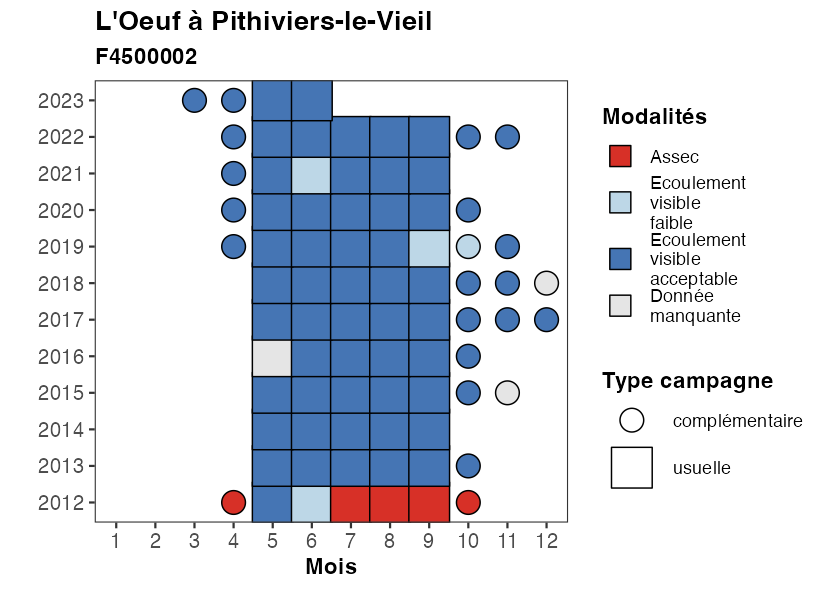 L'Oeuf à Pithiviers-le-Vieil
F4500002
2023
2022
2021
2020
2019
2018
2017
2016
2015
2014
2013
2012
1 2 3 4 5 6 7 8 9 10 11 12
Mois
Modalités
Assec
Ecoulement
visible
faible
Ecoulement
visible
acceptable
Donnée
manquante
Type campagne
complémentaire
usuelle